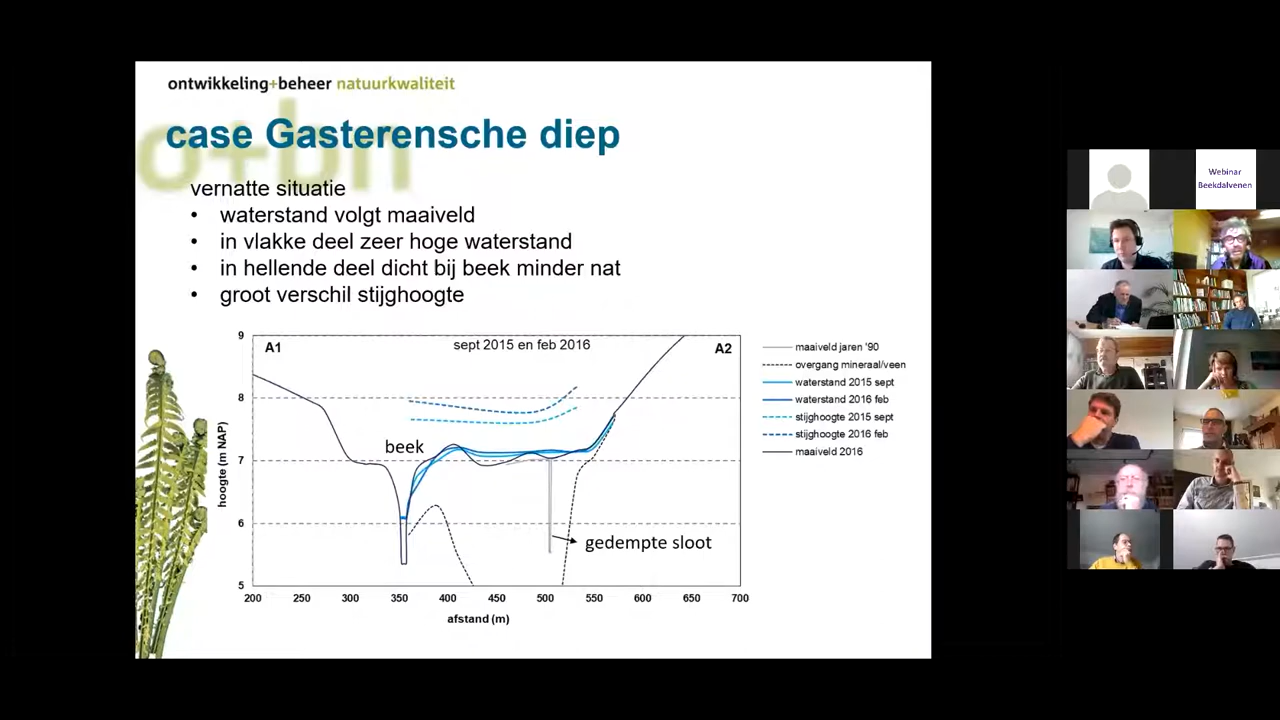 ontwikkeling+beheer natuurkwaliteit
o+bn
case Gasterensche diep
vernatte situatie
• waterstand volgt maaiveld
• in vlakke deel zeer hoge waterstand
• in hellende deel dicht bij beek minder nat
• groot verschil stijghoogte
sept 2015 en feb 2016
A1
A2
beek
gedempte sloot
hoogte (m NAP)
9
8
7
6
5
200 250 300 350 400 450 500 550 600 650 700
afstand (m)
maaiveld jaren '90
overgang mineraal/veen
waterstand 2015 sept
waterstand 2016 feb
stijghoogte 2015 sept
stijghoogte 2016 feb
maaiveld 2016
Webinar
Beekdalvenen